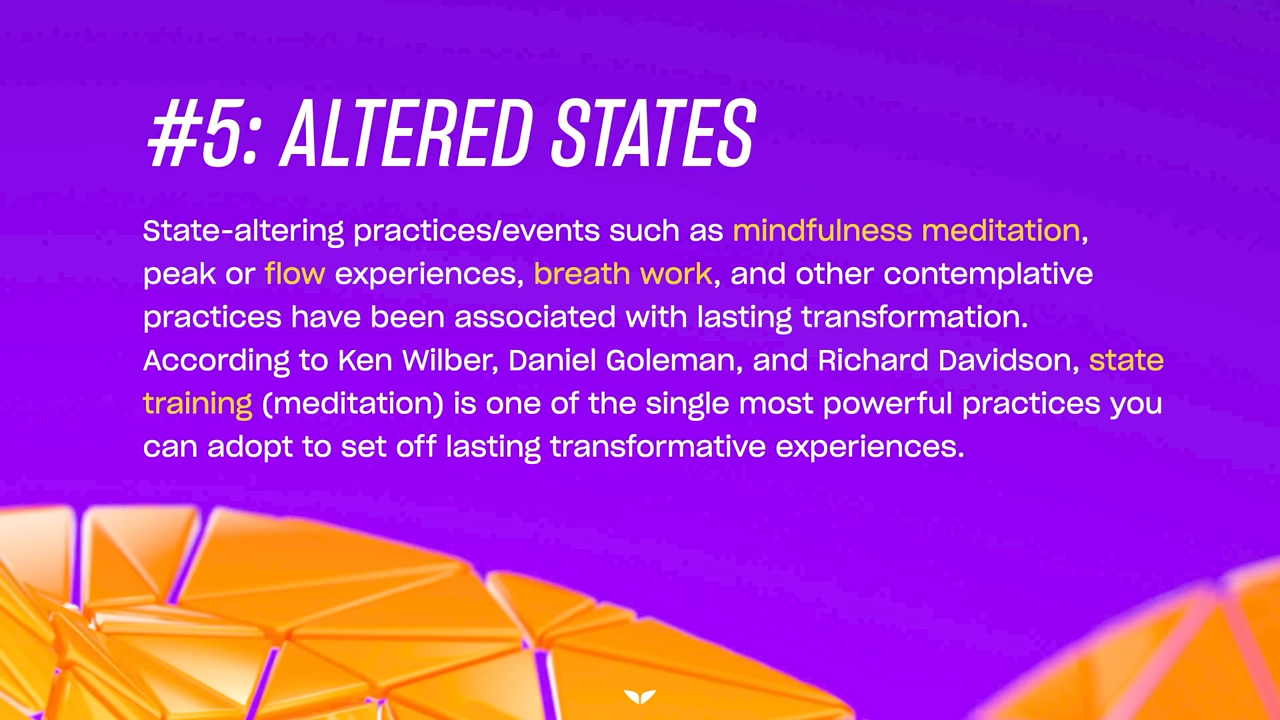 #5: ALTERED STATES
State-altering practices/events such as mindfulness meditation,
peak or flow experiences, breath work, and other contemplative
practices have been associated with lasting transformation.
According to Ken Wilber, Daniel Goleman, and Richard Davidson, state
training (meditation) is one of the single most powerful practices you
can adopt to set off lasting transformative experiences.